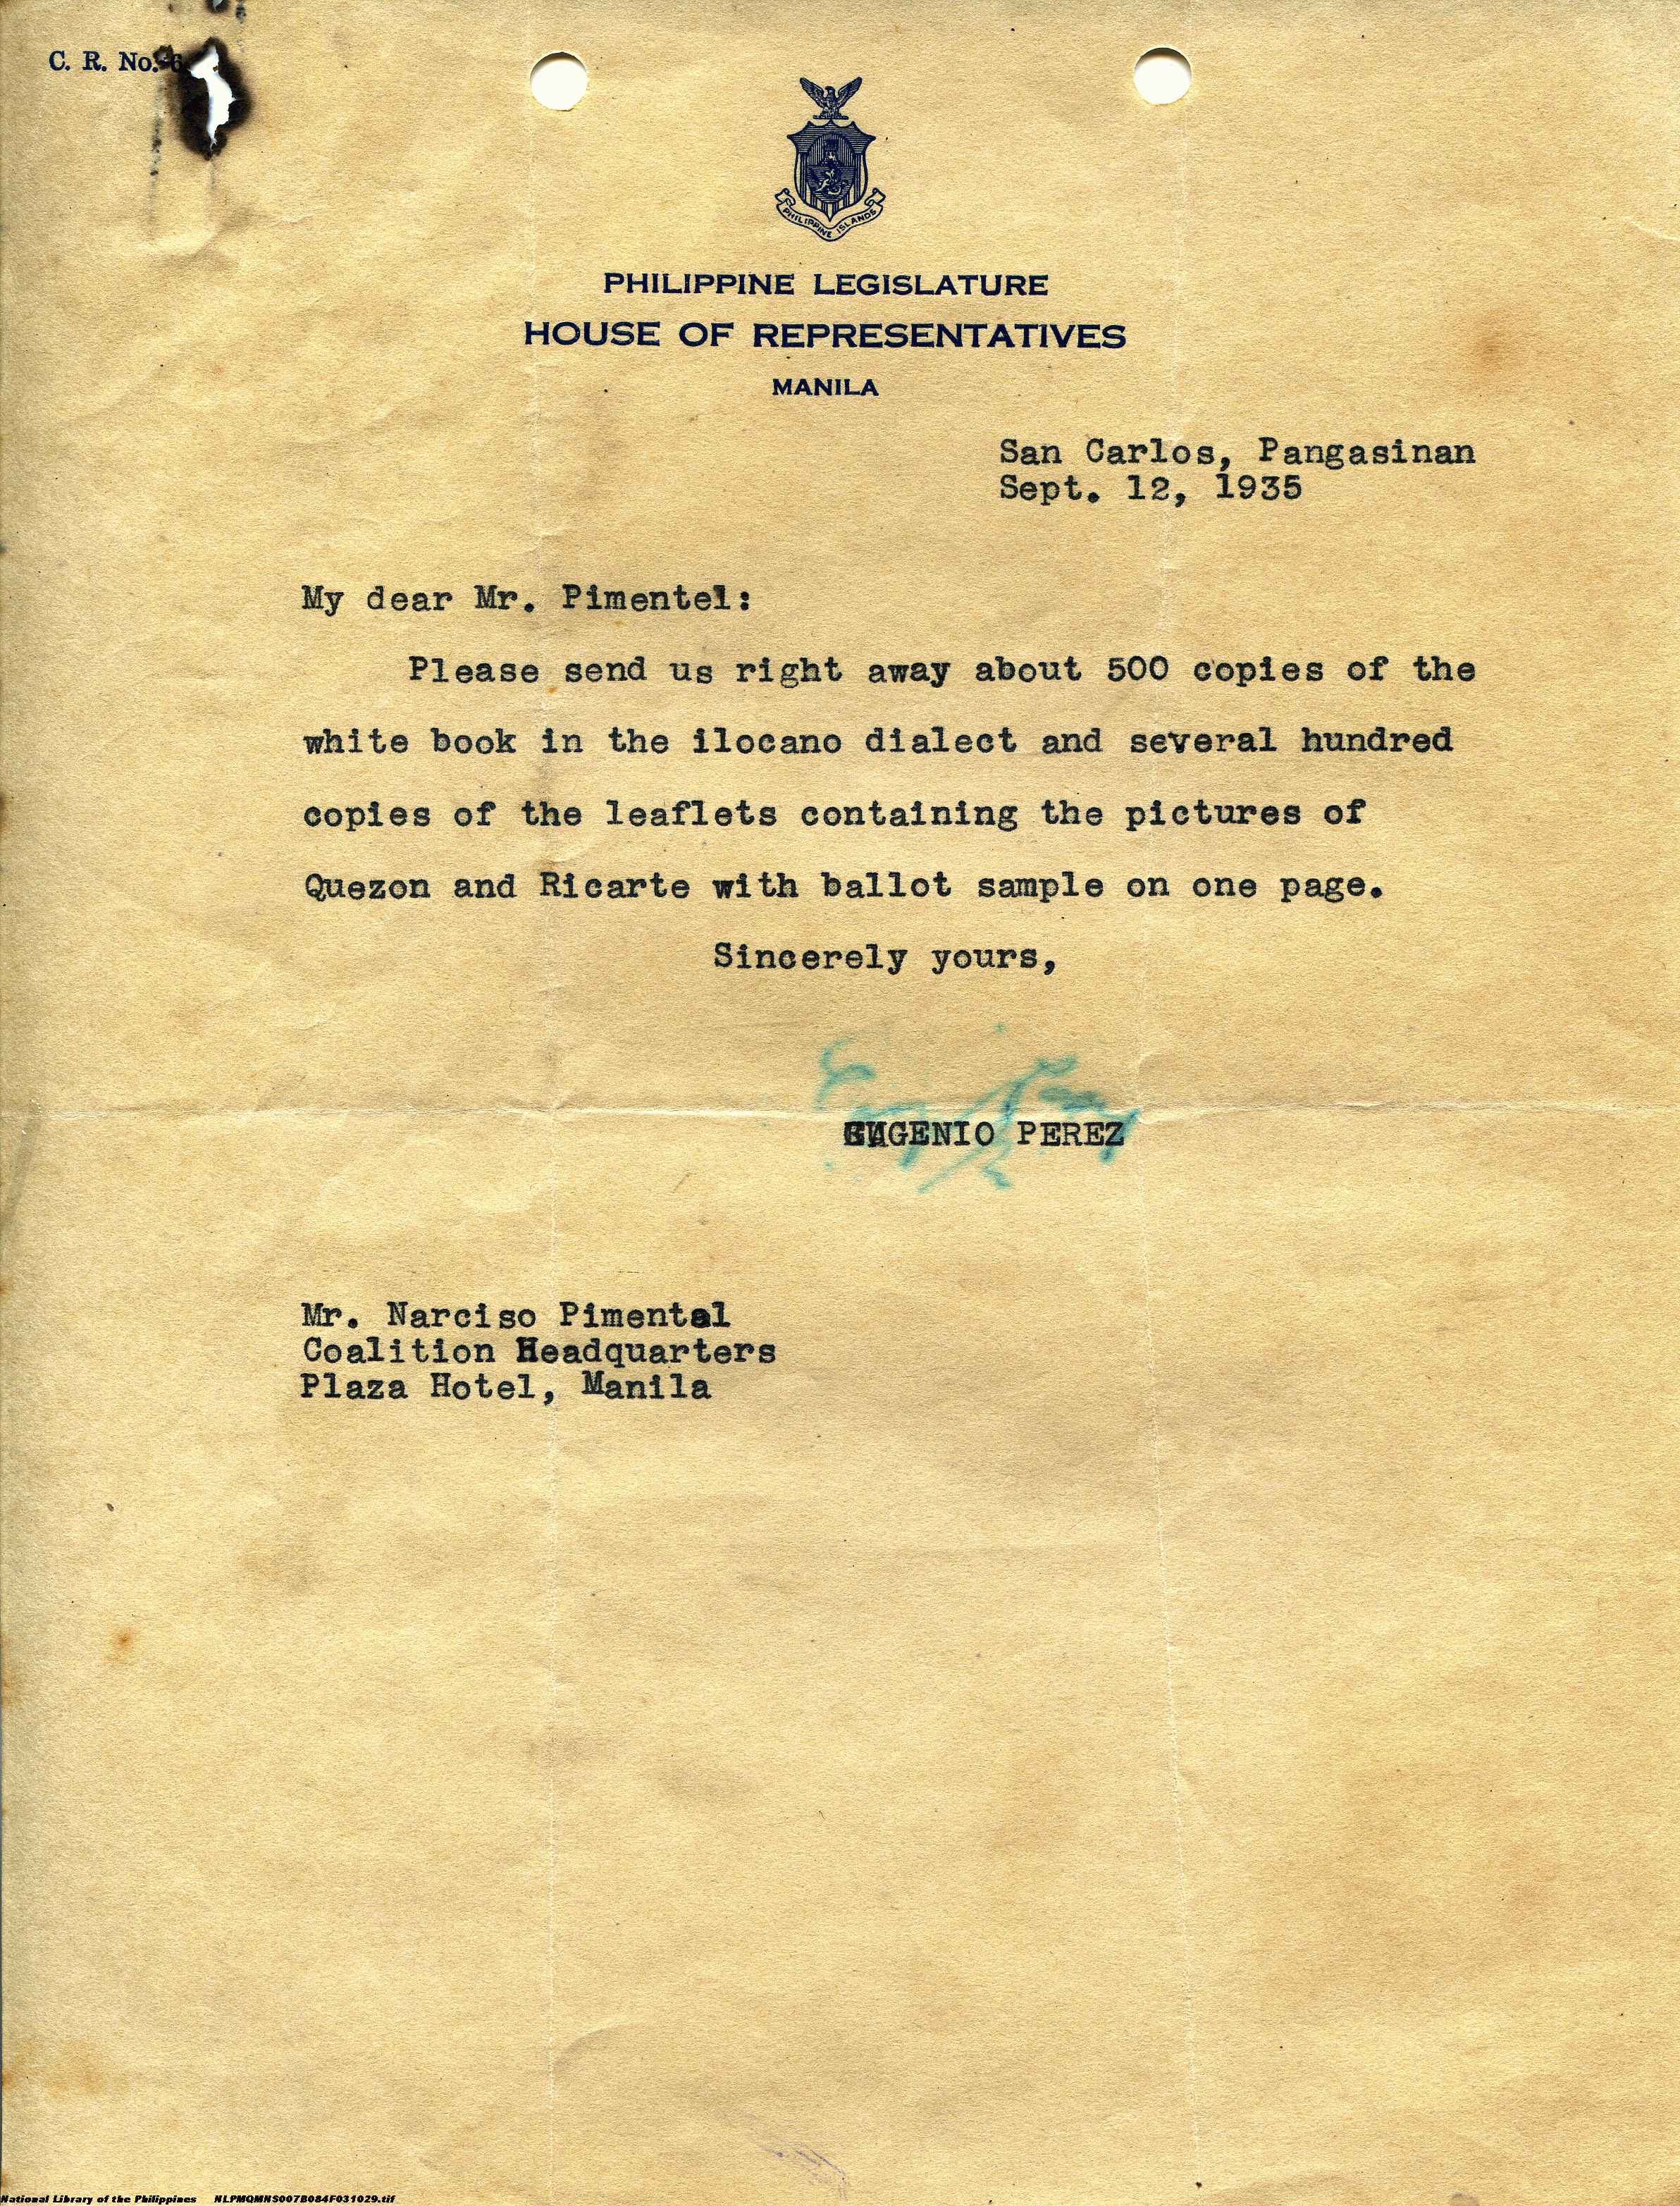 C. R. No. 6
PHILIPPINE ISLANDS
PHILIPPINE LEGISLATURE
HOUSE OF REPRESENTATIVES
MANILA
San Carlos, Pangasinan
Sept. 12, 1935
My dear Mr. Pimentel:
Please send us right away about 500 copies of the
white book in the ilocano dialect and several hundred
copies of the leaflets containing the pictures of
Quezon and Ricarte with ballot sample on one page.
Sincerely yours,
EUGENIO PEREZ
Mr. Narciso Pimentel
Coalition Headquarters
Plaza Hotel, Manila
National Library of the Philippines NLPMQMNS007B084F031029.tif